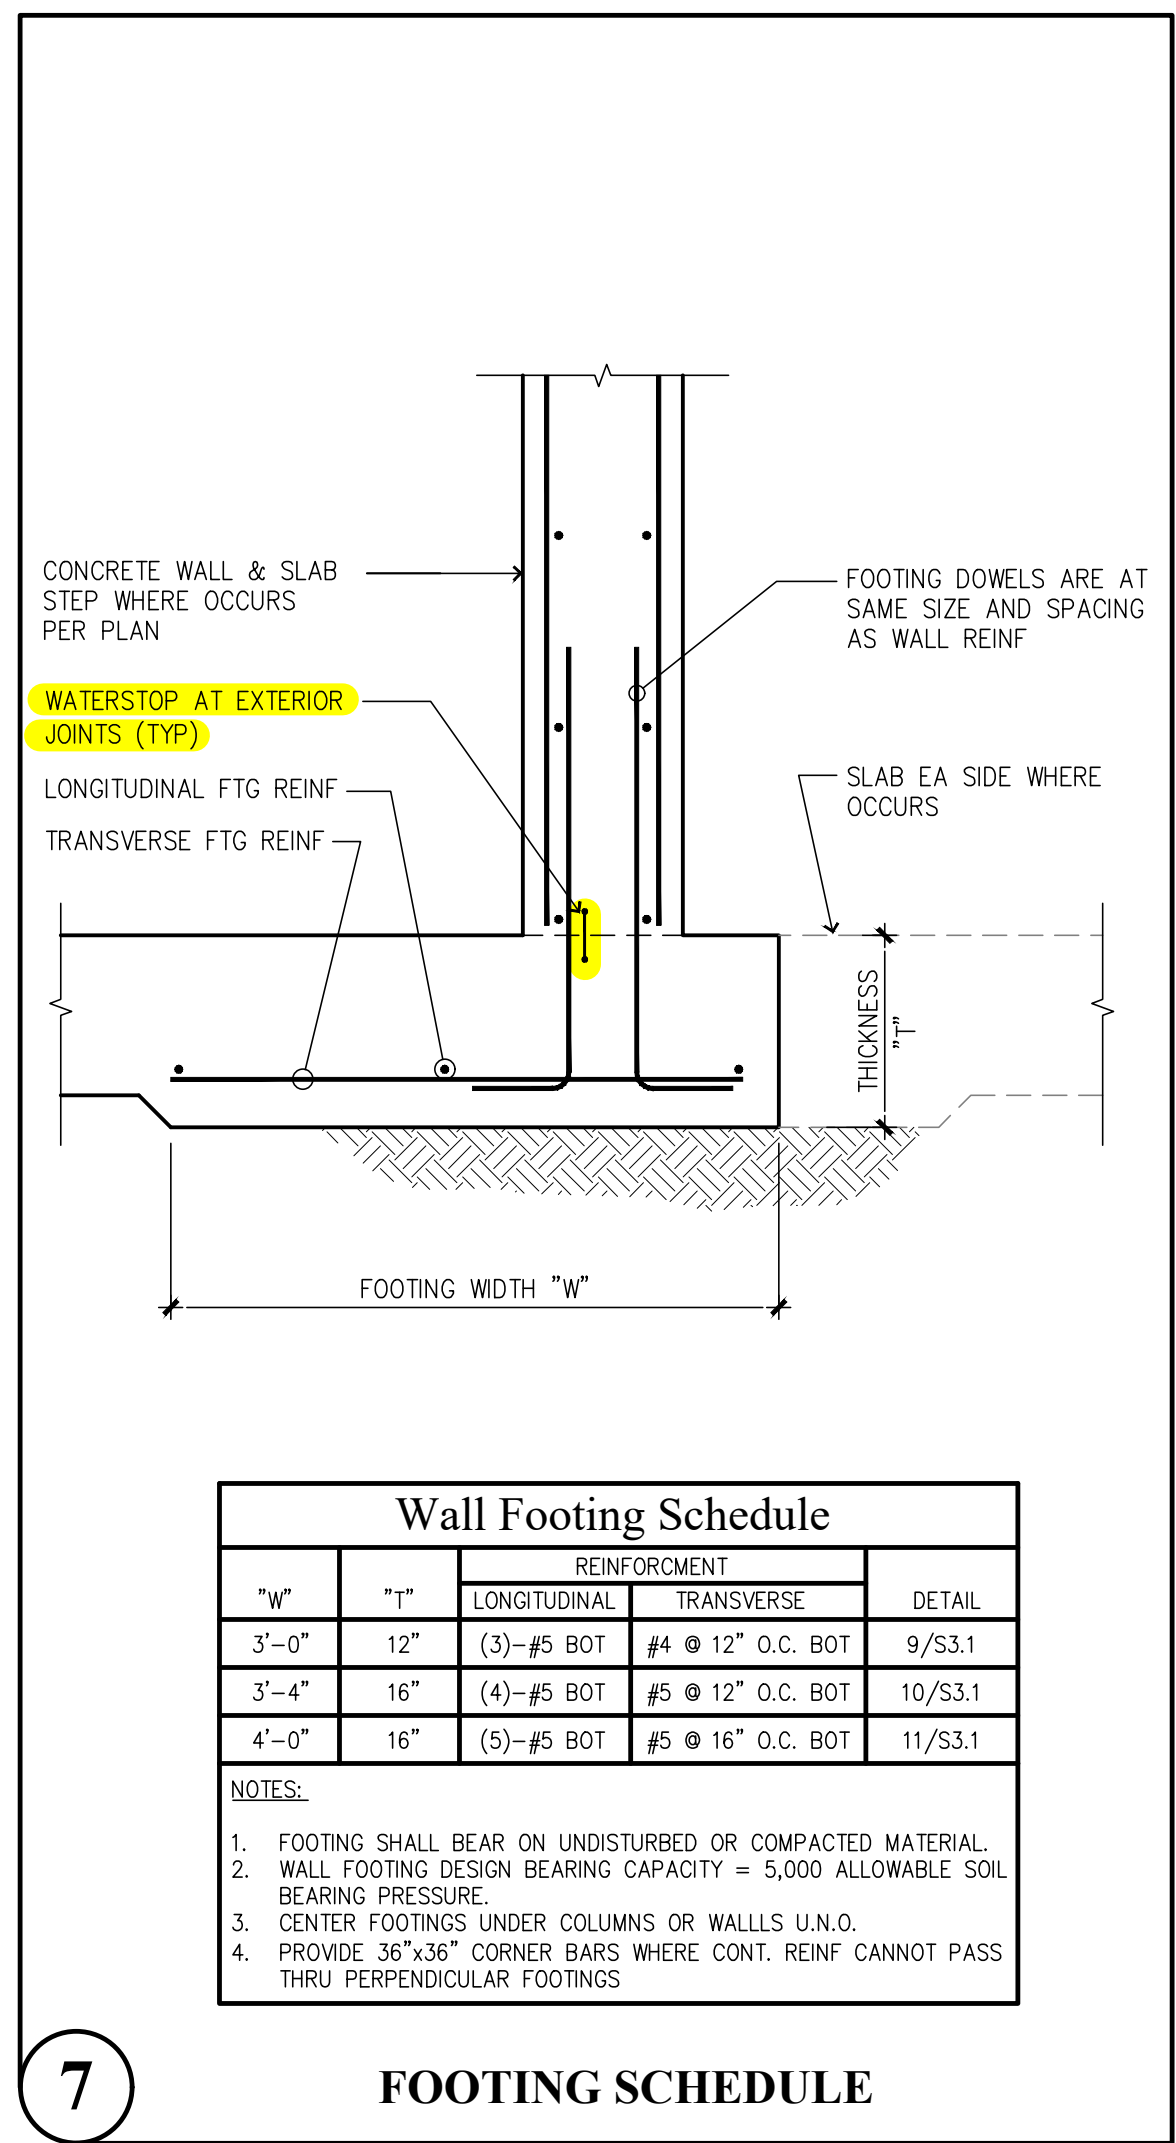 CONCRETE WALL & SLAB
STEP WHERE OCCURS
PER PLAN
FOOTING DOWELS ARE AT
SAME SIZE AND SPACING
AS WALL REINF
WATERSTOP AT EXTERIOR
JOINTS (TYP)
LONGITUDINAL FTG REINF
TRANSVERSE FTG REINF
SLAB EA SIDE WHERE
OCCURS
THICKNESS
"T"
FOOTING WIDTH "W"
Wall Footing Schedule
REINFORCMENT
"W" "T" LONGITUDINAL TRANSVERSE DETAIL
3'-0" 12" (3)-#5 BOT #4 @ 12" O.C. BOT 9/S3.1
3'-4" 16" (4)-#5 BOT #5 @ 12" O.C. BOT 10/S3.1
4'-0" 16" (5)-#5 BOT #5 @ 16" O.C. BOT 11/S3.1
NOTES:
1. FOOTING SHALL BEAR ON UNDISTURBED OR COMPACTED MATERIAL.
2. WALL FOOTING DESIGN BEARING CAPACITY = 5,000 ALLOWABLE SOIL
BEARING PRESSURE.
3. CENTER FOOTINGS UNDER COLUMNS OR WALLLS U.N.O.
4. PROVIDE 36"x36" CORNER BARS WHERE CONT. REINF CANNOT PASS
THRU PERPENDICULAR FOOTINGS
7
FOOTING SCHEDULE